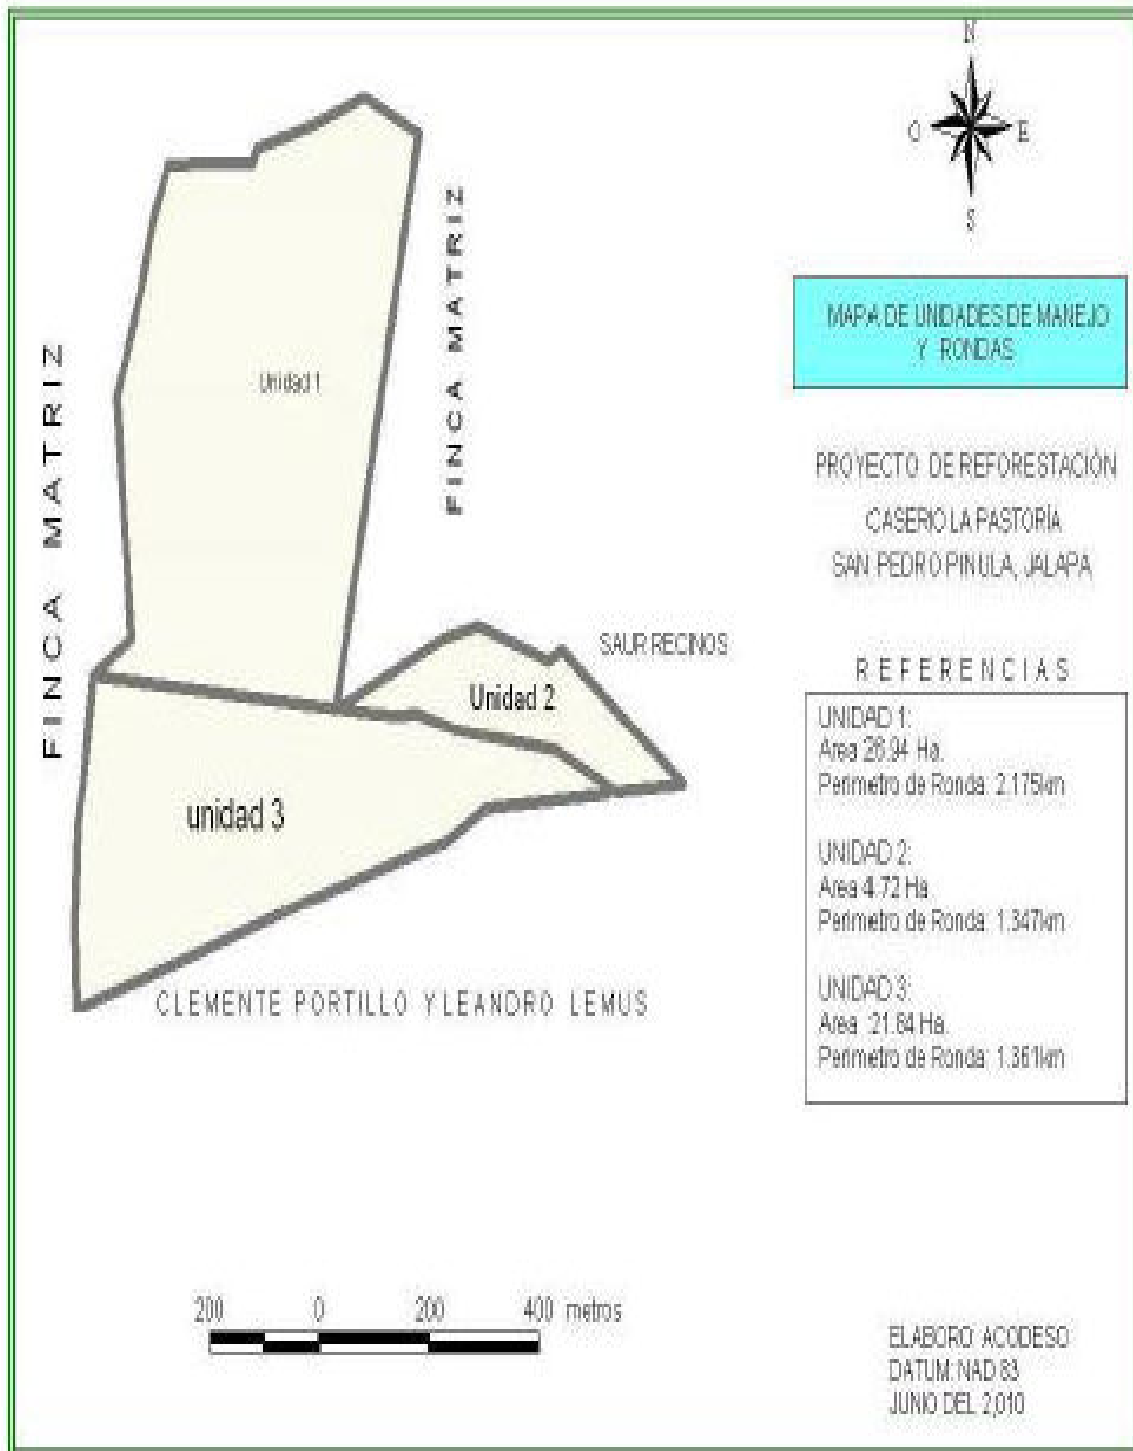 N
O E
S
FINCA MATRIZ
FINCA MATRIZ
Unidad 1
MAPA DE UNIDADES DE MANEJO
Y RONDAS
PROYECTO DE REFORESTACIÓN
CASERIO LA PASTORÍA
SAN PEDRO PINULA, JALAPA
SAUR RECINOS
Unidad 2
unidad 3
CLEMENTE PORTILLO Y LEANDRO LEMUS
REFERENCIAS
UNIDAD 1:
Area 26.94 Ha.
Perimetro de Ronda: 2.175km
UNIDAD 2:
Area 4.72 Ha
Perimetro de Ronda: 1.347km
UNIDAD 3:
Area :21.84 Ha.
Perimetro de Ronda: 1.361km
200 0 200 400 metros
ELABORO ACODESO
DATUM: NAD 83
JUNIO DEL 2,010